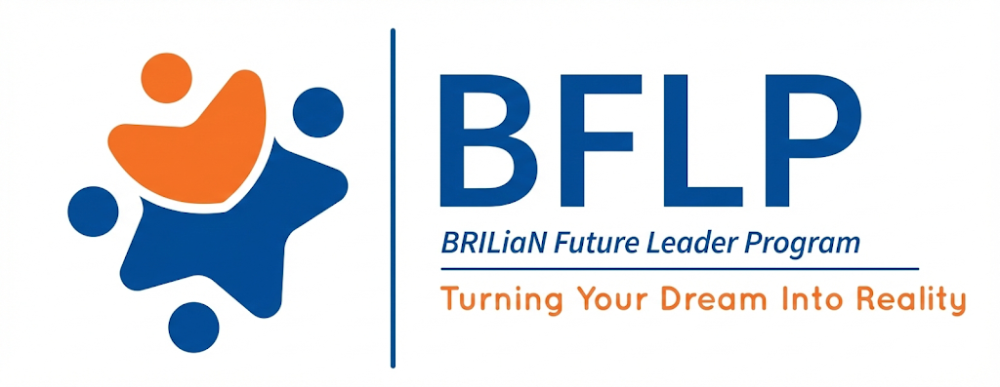 BFLP
BRILiaN Future Leader Program
Turning Your Dream Into Reality